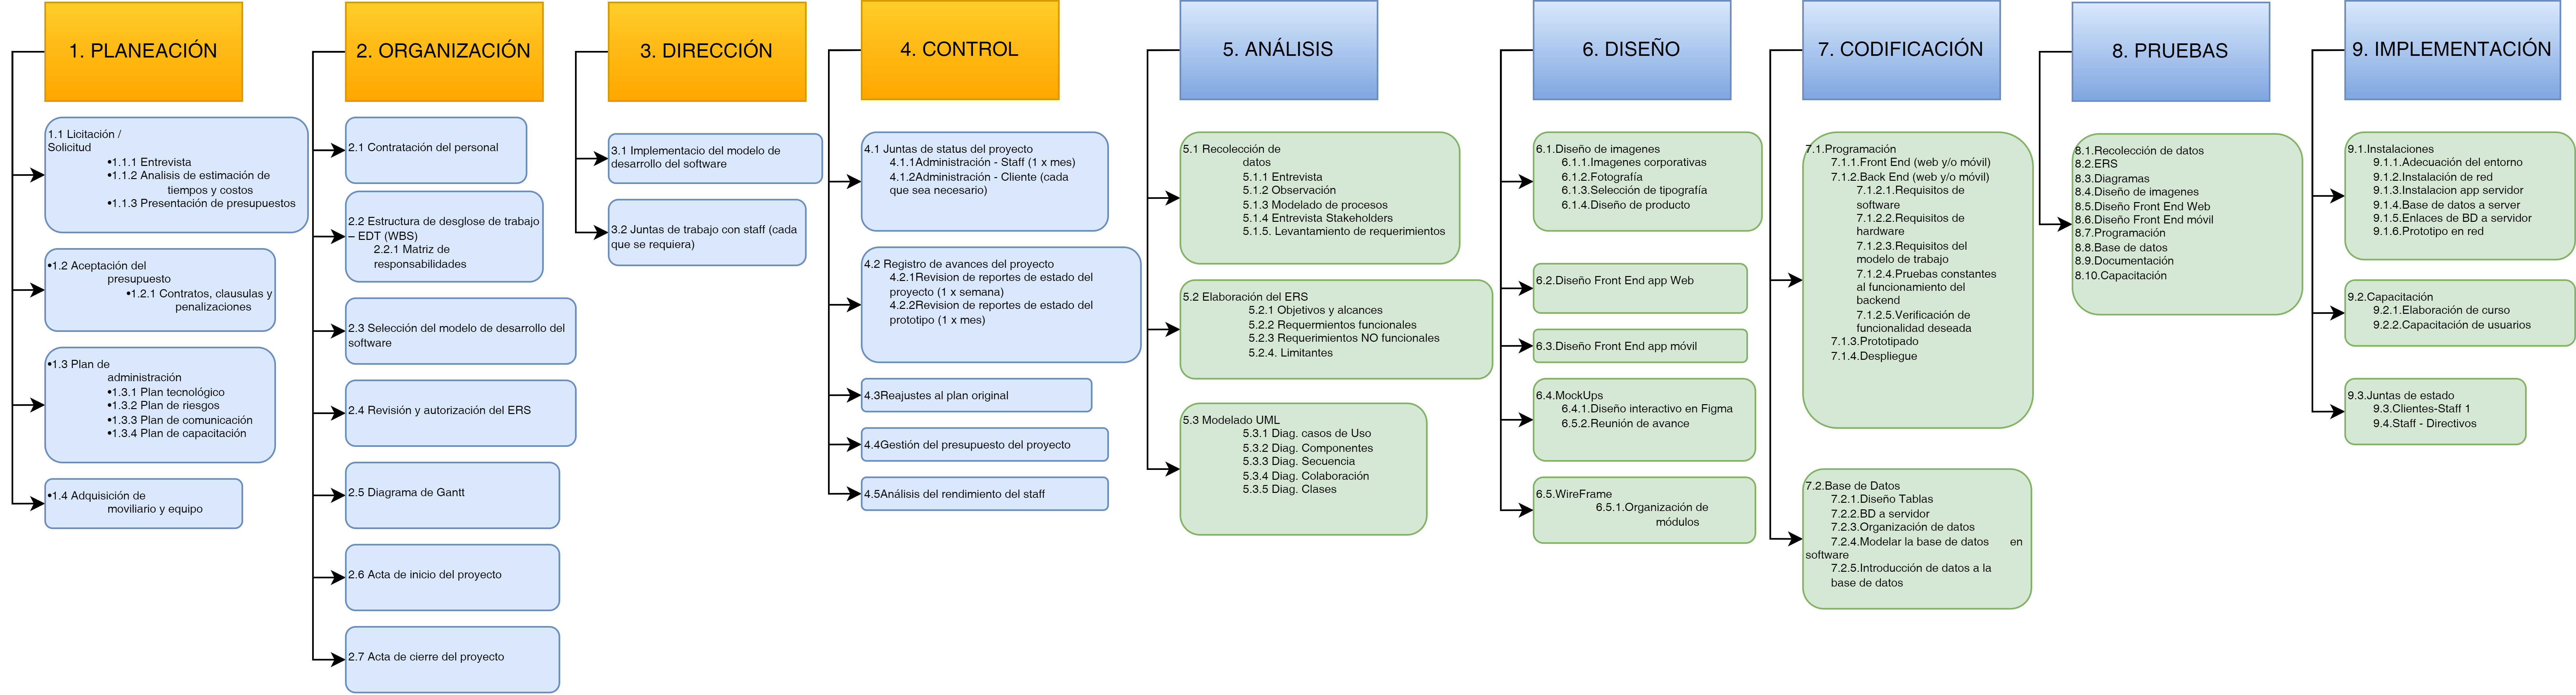 1. PLANEACIÓN
1.1 Licitación /
Solicitud
•1.1.1 Entrevista
•1.1.2 Analisis de estimación de
tiempos y costos
•1.1.3 Presentación de presupuestos
•1.2 Aceptación del
presupuesto
•1.2.1 Contratos, clausulas y
penalizaciones
•1.3 Plan de
administración
•1.3.1 Plan tecnológico
•1.3.2 Plan de riesgos
•1.3.3 Plan de comunicación
•1.3.4 Plan de capacitación
•1.4 Adquisición de
moviliario y equipo
2. ORGANIZACIÓN
2.1 Contratación del personal
2.2 Estructura de desglose de trabajo
– EDT (WBS)
2.2.1 Matriz de
responsabilidades
2.3 Selección del modelo de desarrollo del
software
2.4 Revisión y autorización del ERS
2.5 Diagrama de Gantt
2.6 Acta de inicio del proyecto
2.7 Acta de cierre del proyecto
3. DIRECCIÓN
3.1 Implementacio del modelo de
desarrollo del software
3.2 Juntas de trabajo con staff (cada
que se requiera)
4. CONTROL
4.1 Juntas de status del proyecto
4.1.1Administración - Staff (1 x mes)
4.1.2Administración - Cliente (cada
que sea necesario)
4.2 Registro de avances del proyecto
4.2.1Revision de reportes de estado del
proyecto (1 x semana)
4.2.2Revision de reportes de estado del
prototipo (1 x mes)
4.3Reajustes al plan original
4.4Gestión del presupuesto del proyecto
4.5Análisis del rendimiento del staff
5. ANÁLISIS
5.1 Recolección de
datos
5.1.1 Entrevista
5.1.2 Observación
5.1.3 Modelado de procesos
5.1.4 Entrevista Stakeholders
5.1.5. Levantamiento de requerimientos
5.2 Elaboración del ERS
5.2.1 Objetivos y alcances
5.2.2 Requermientos funcionales
5.2.3 Requerimientos NO funcionales
5.2.4. Limitantes
5.3 Modelado UML
5.3.1 Diag. casos de Uso
5.3.2 Diag. Componentes
5.3.3 Diag. Secuencia
5.3.4 Diag. Colaboración
5.3.5 Diag. Clases
6. DISEÑO
6.1.Diseño de imagenes
6.1.1.Imagenes corporativas
6.1.2.Fotografía
6.1.3.Selección de tipografía
6.1.4.Diseño de producto
6.2.Diseño Front End app Web
6.3.Diseño Front End app móvil
6.4.MockUps
6.4.1.Diseño interactivo en Figma
6.5.2.Reunión de avance
6.5.WireFrame
6.5.1.Organización de
módulos
7. CODIFICACIÓN
7.1.Programación
7.1.1.Front End (web y/o móvil)
7.1.2.Back End (web y/o móvil)
7.1.2.1.Requisitos de
software
7.1.2.2.Requisitos de
hardware
7.1.2.3.Requisitos del
modelo de trabajo
7.1.2.4.Pruebas constantes
al funcionamiento del
backend
7.1.2.5.Verificación de
funcionalidad deseada
7.1.3.Prototipado
7.1.4.Despliegue
7.2.Base de Datos
7.2.1.Diseño Tablas
7.2.2.BD a servidor
7.2.3.Organización de datos
7.2.4.Modelar la base de datos en
software
7.2.5.Introducción de datos a la
base de datos
8. PRUEBAS
8.1.Recolección de datos
8.2.ERS
8.3.Diagramas
8.4.Diseño de imagenes
8.5.Diseño Front End Web
8.6.Diseño Front End móvil
8.7.Programación
8.8.Base de datos
8.9.Documentación
8.10.Capacitación
9. IMPLEMENTACIÓN
9.1.Instalaciones
9.1.1.Adecuación del entorno
9.1.2.Instalación de red
9.1.3.Instalacion app servidor
9.1.4.Base de datos a server
9.1.5.Enlaces de BD a servidor
9.1.6.Prototipo en red
9.2.Capacitación
9.2.1.Elaboración de curso
9.2.2.Capacitación de usuarios
9.3.Juntas de estado
9.3.Clientes-Staff 1
9.4.Staff - Directivos